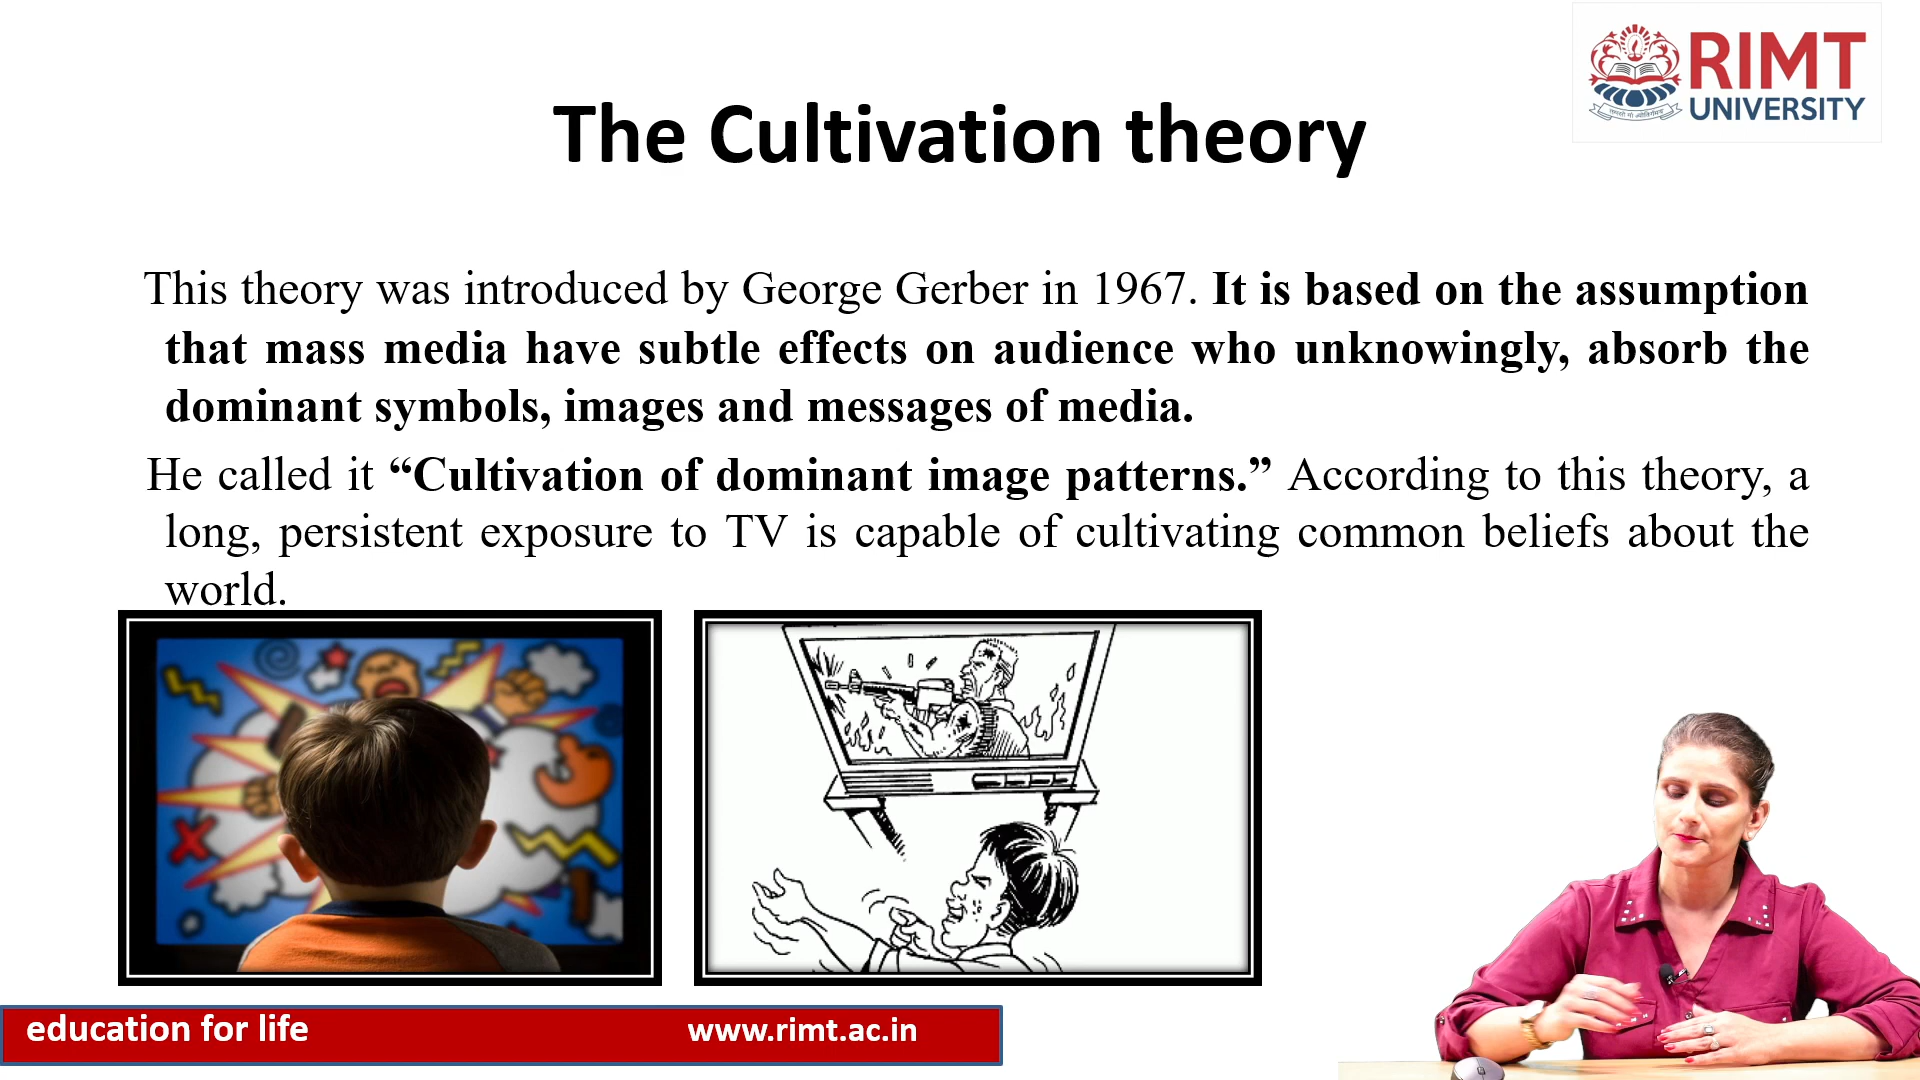 RIMT
UNIVERSITY
The Cultivation theory
This theory was introduced by George Gerber in 1967. It is based on the assumption
that mass media have subtle effects on audience who unknowingly, absorb the
dominant symbols, images and messages of media.
He called it “Cultivation of dominant image patterns.” According to this theory, a
long, persistent exposure to TV is capable of cultivating common beliefs about the
world.
education for life
www.rimt.ac.in